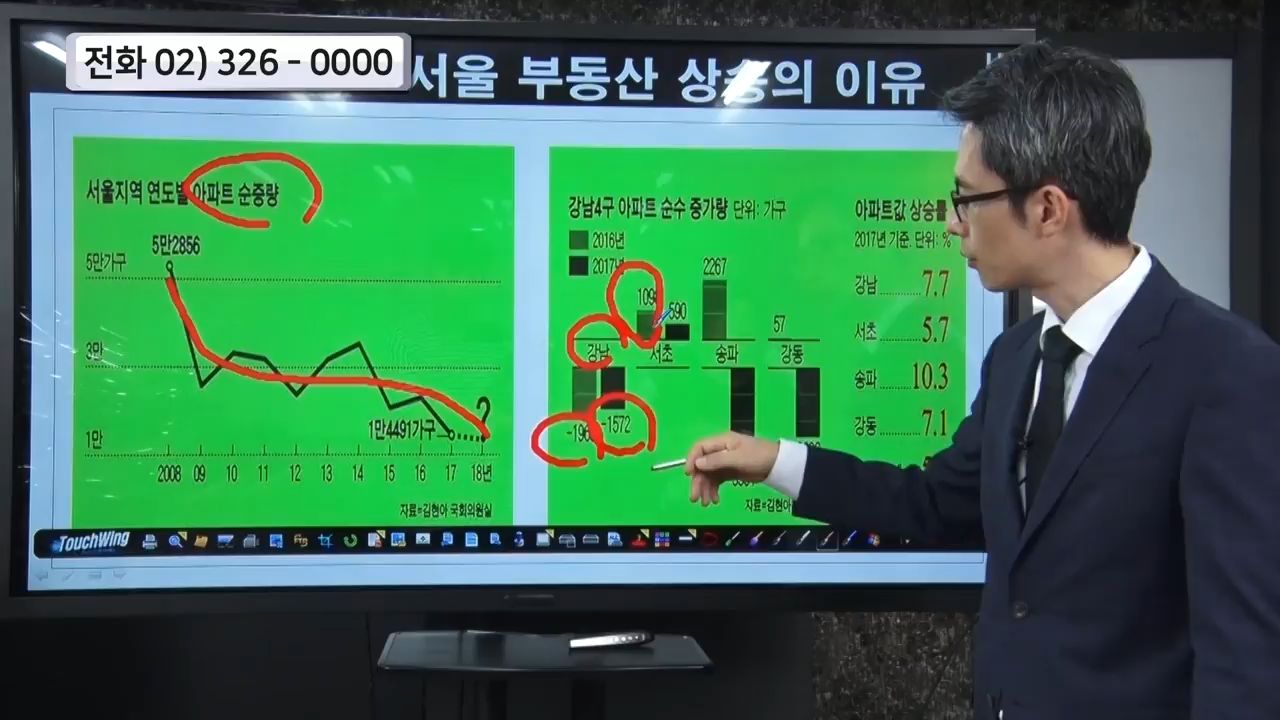 전화 02) 326 - 0000
서울 부동산 상승의 이유
서울지역 연도별 아파트 순증량
5만2856
5만가구
3만
?
1만4491가구
1만
2008 09 10 11 12 13 14 15 16 17 18년
자료=김현아 국회의원실
강남4구 아파트 순수 증가량 단위: 가구
2016년
2017년
2267
590
57
강남 서초 송파 강동
-1572
자료=김현아
아파트값 상승률
2017년 기준. 단위: %
강남 7.7
서초 5.7
송파 10.3
강동 7.1
TouchWing